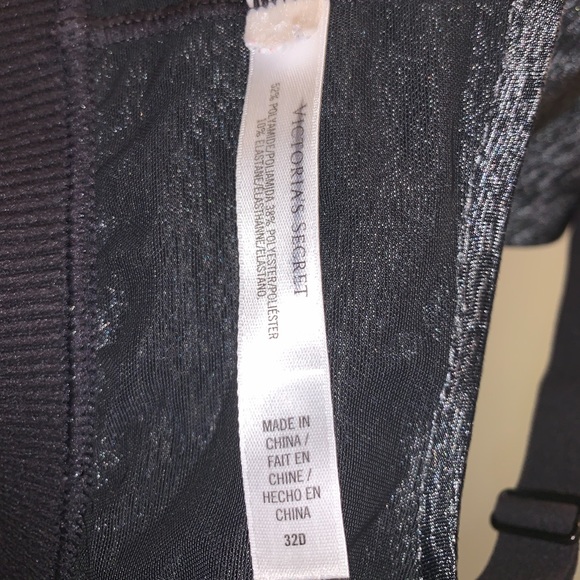 VICTORIA'S SECRET
52% POLYAMIDE/POLIAMIDA 38% POLYESTER/POLIÉSTER
10% ELASTANE/ÉLASTHANNE/ELASTANO
MADE IN
CHINA /
FAIT EN
CHINE /
HECHO EN
CHINA
32D